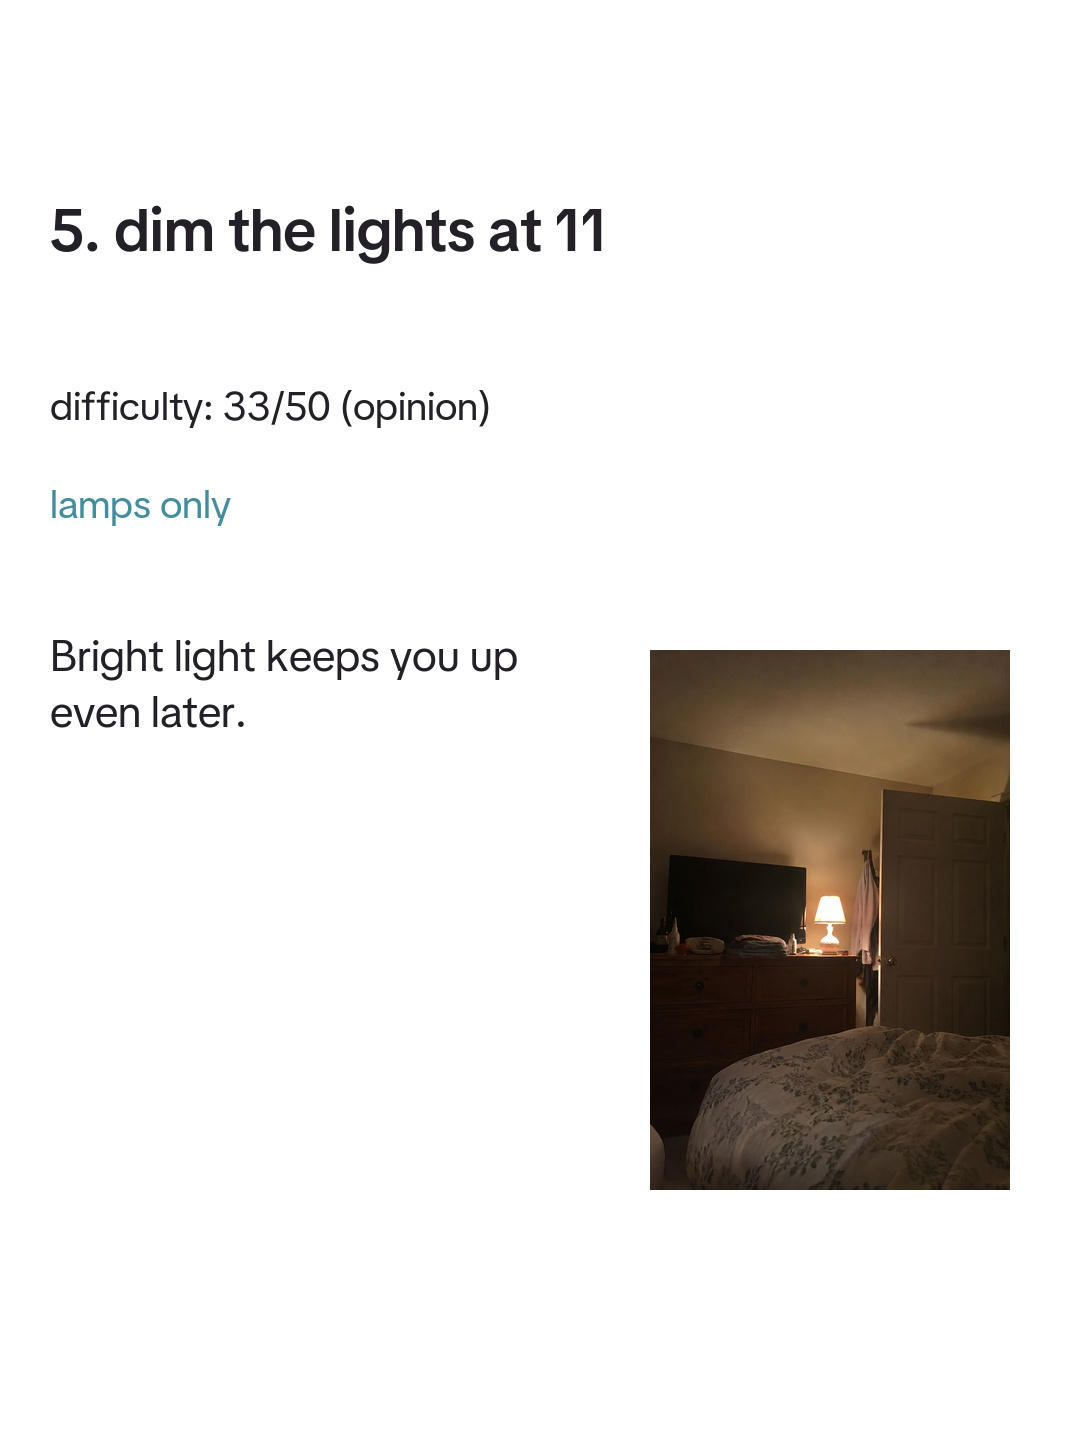 5. dim the lights at 11
difficulty: 33/50 (opinion)
lamps only
Bright light keeps you up
even later.